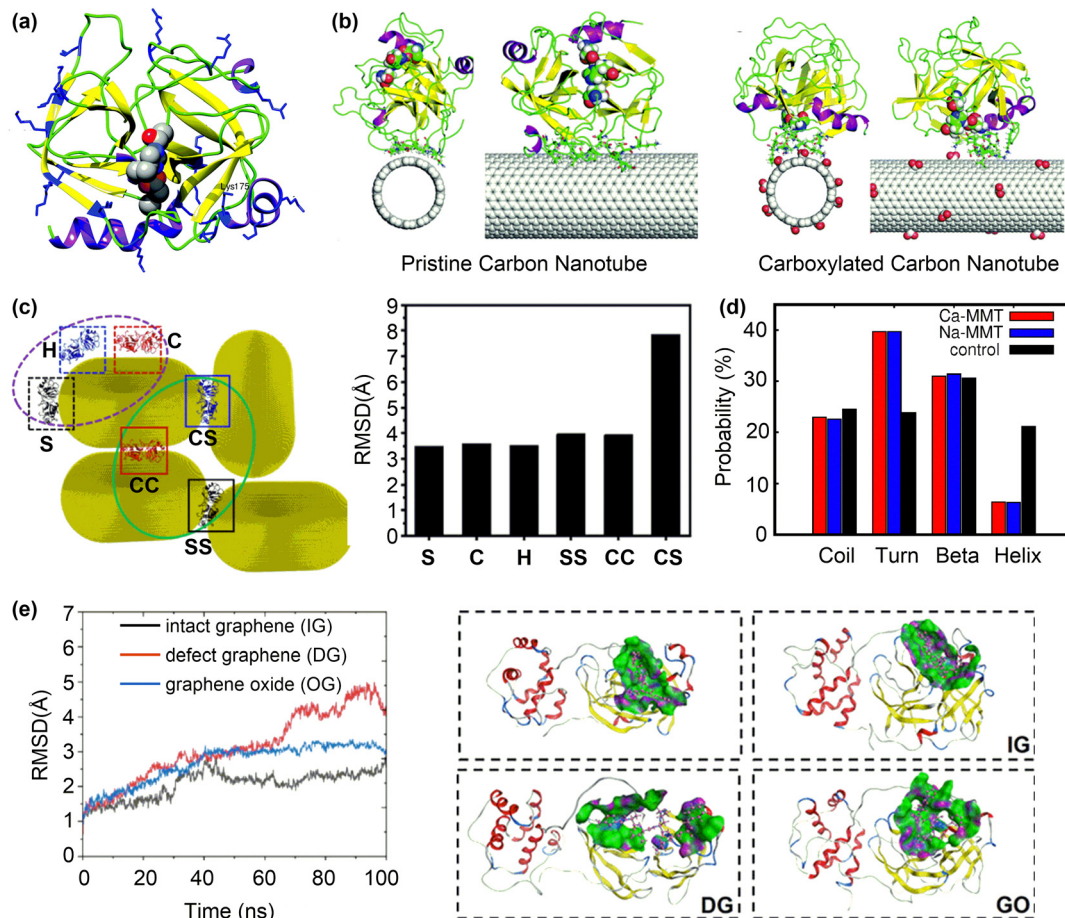 (a)
Lys175
(b)
Pristine Carbon Nanotube
Carboxylated Carbon Nanotube
(c)
H
C
S
CS
CC
SS
RMSD(Å)
9
8
7
6
5
4
3
2
1
0
S C H SS CC CS
(d)
Probability (%)
40
30
20
10
0
Ca-MMT
Na-MMT
control
Coil Turn Beta Helix
(e)
RMSD(Å)
7
6
5
4
3
2
1
0
intact graphene (IG)
defect graphene (DG)
graphene oxide (OG)
0 20 40 60 80 100
Time (ns)
IG
DG
GO